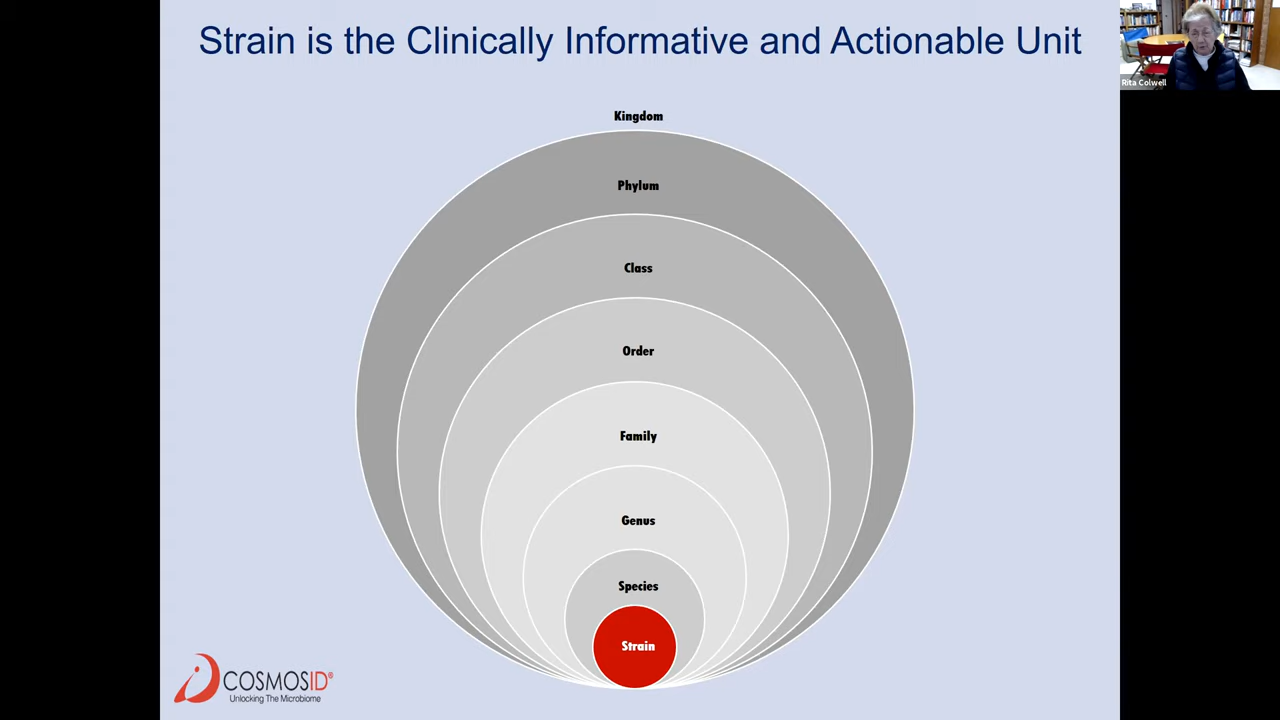 Strain is the Clinically Informative and Actionable Unit
Rita Colwell
Kingdom
Phylum
Class
Order
Family
Genus
Species
Strain
COSMOSID®
Unlocking The Microbiome